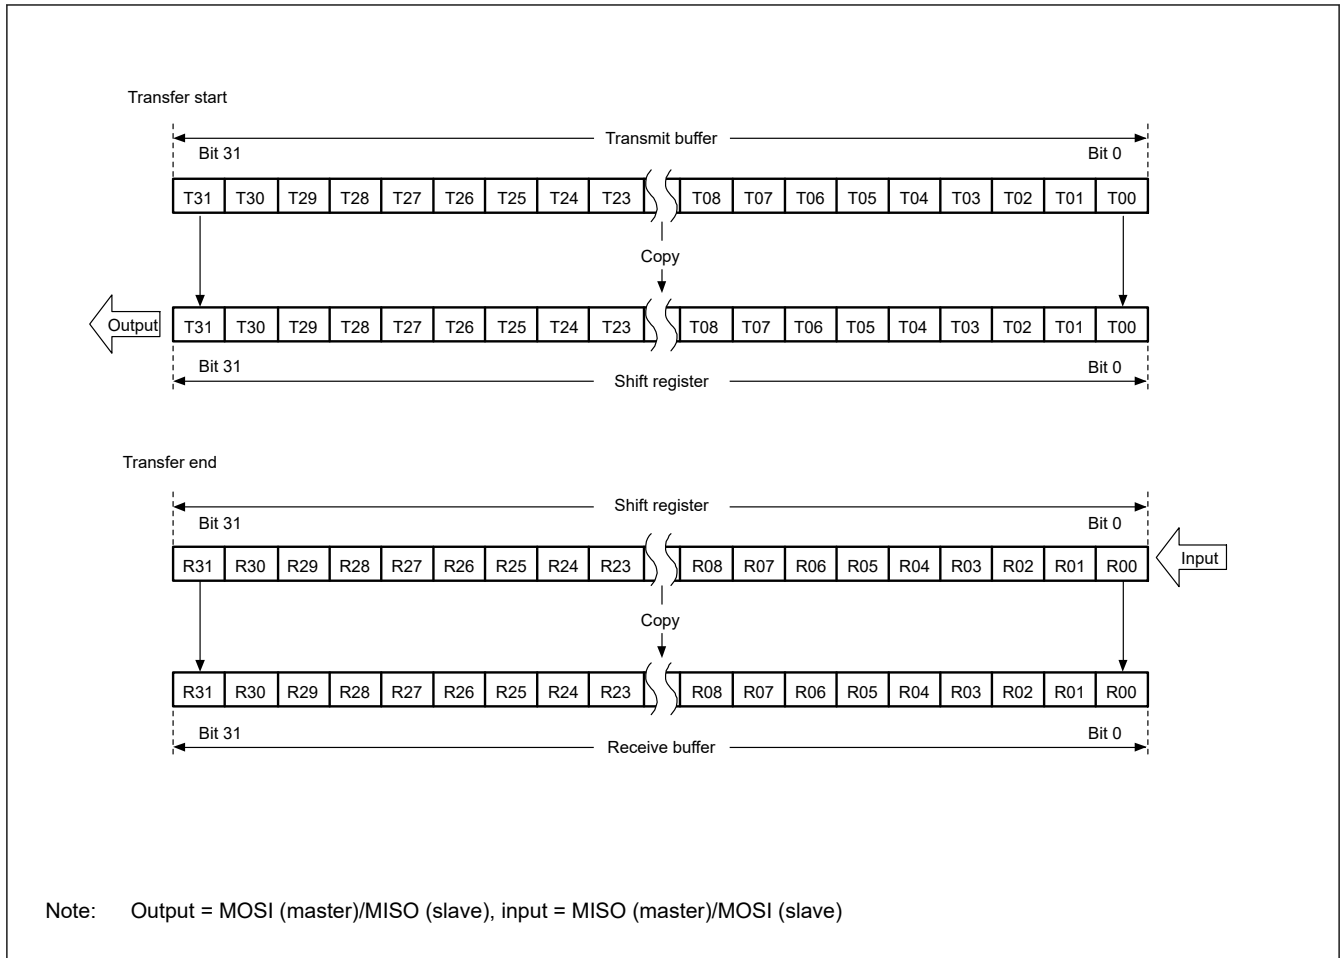 Transfer start
Transmit buffer
Bit 31 Bit 0
T31 T30 T29 T28 T27 T26 T25 T24 T23 T08 T07 T06 T05 T04 T03 T02 T01 T00
Copy
Output T31 T30 T29 T28 T27 T26 T25 T24 T23 T08 T07 T06 T05 T04 T03 T02 T01 T00
Bit 31 Bit 0
Shift register
Transfer end
Shift register
Bit 31 Bit 0
R31 R30 R29 R28 R27 R26 R25 R24 R23 R08 R07 R06 R05 R04 R03 R02 R01 R00 Input
Copy
R31 R30 R29 R28 R27 R26 R25 R24 R23 R08 R07 R06 R05 R04 R03 R02 R01 R00
Bit 31 Bit 0
Receive buffer
Note: Output = MOSI (master)/MISO (slave), input = MISO (master)/MOSI (slave)